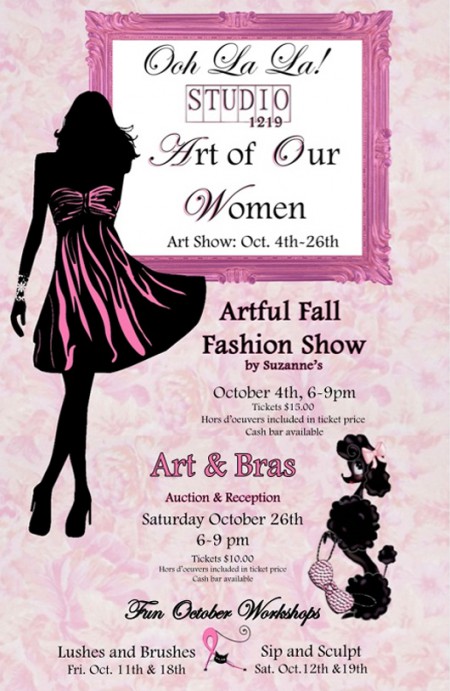 Ooh La La!
STUDIO
1219
Art of Our
Women
Art Show: Oct. 4th-26th
Artful Fall
Fashion Show
by Suzanne's
October 4th, 6-9pm
Tickets $15.00
Hors d'oeuvers included in ticket price
Cash bar available
Art & Bras
Auction & Reception
Saturday October 26th
6-9 pm
Tickets $10.00
Hors d'oeuvers included in ticket price
Cash bar available
Fun October Workshops
Lushes and Brushes
Fri. Oct. 11th & 18th
Sip and Sculpt
Sat. Oct.12th &19th